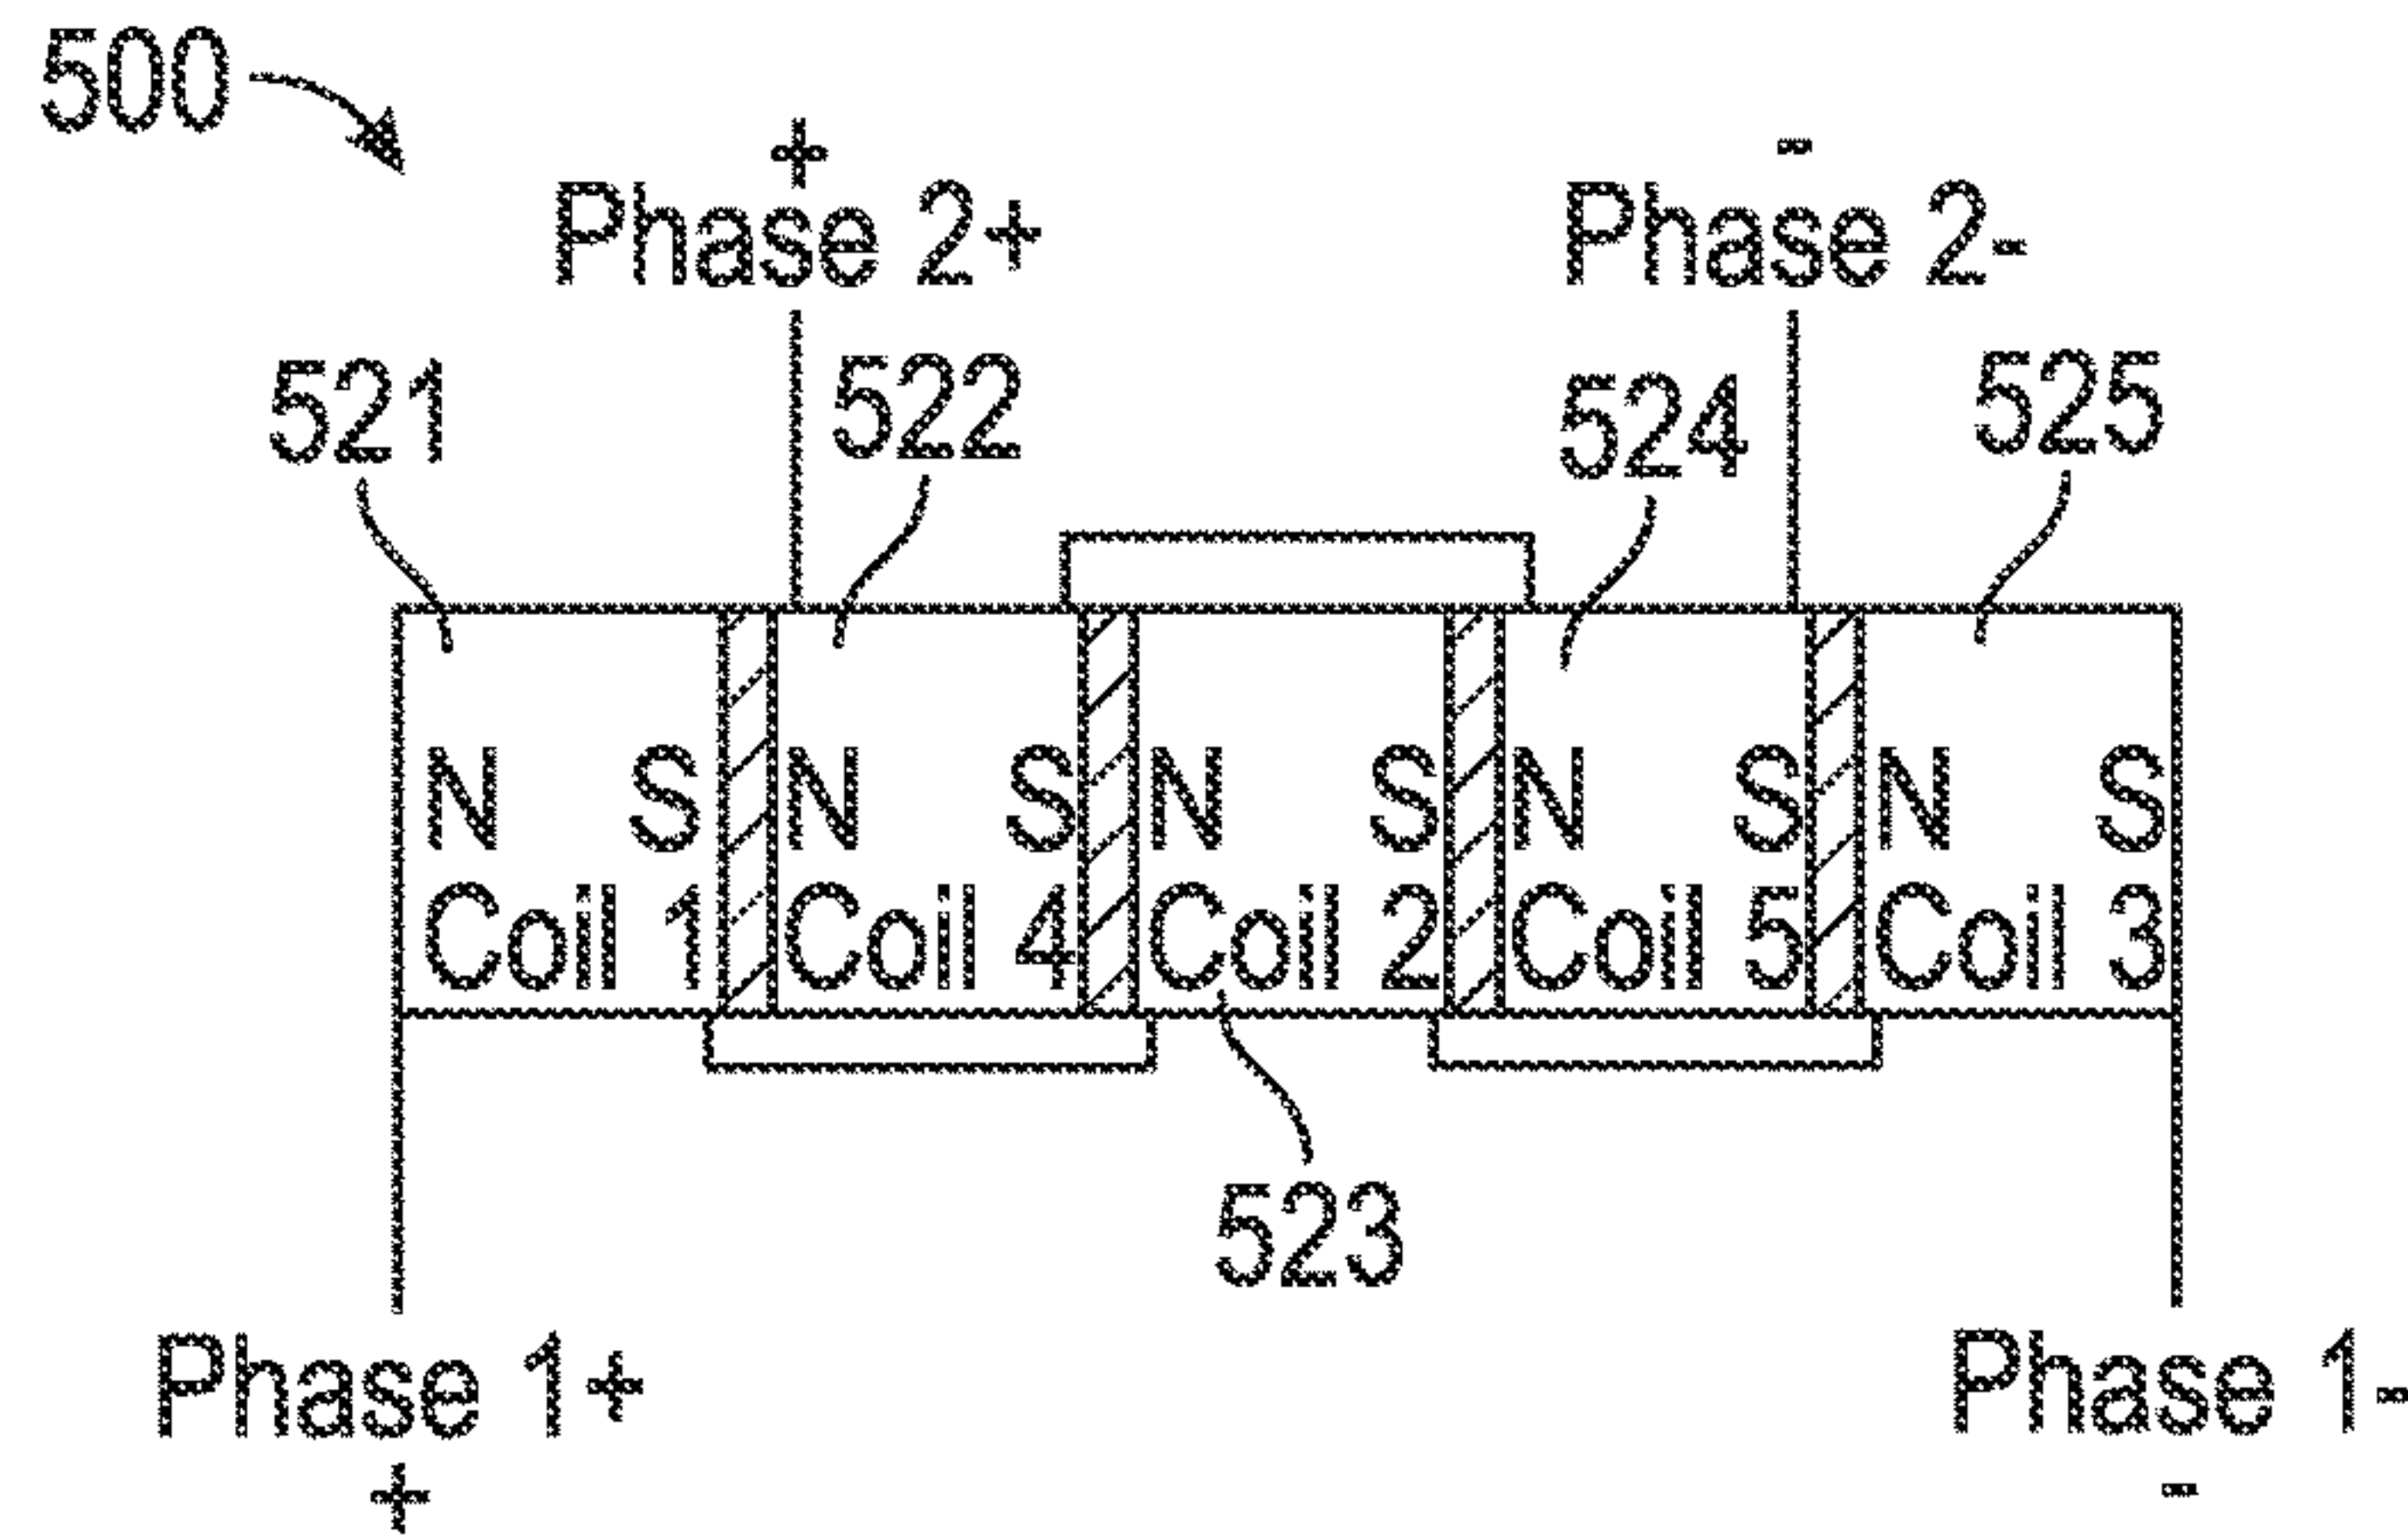 500
+ -
Phase 2+ Phase 2-
521 522 524 525
N S N S N S N S N S
Coil 1 Coil 4 Coil 2 Coil 5 Coil 3
523
Phase 1+ Phase 1-
+ -